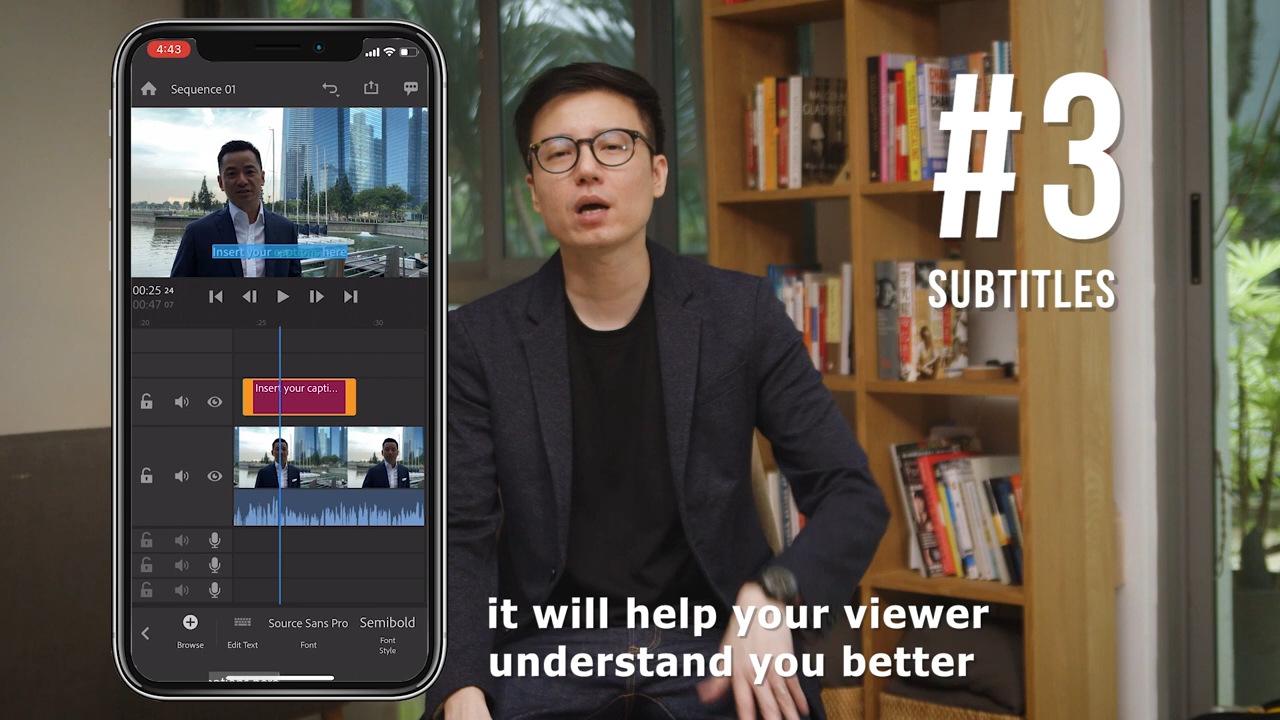 4:43
Sequence 01
Insert your captions here
00:25 24
00:47 07
:20 :25 :30
Insert your capti...
Source Sans Pro
Semibold
Browse
Edit Text
Font
Font
Style
#3
SUBTITLES
it will help your viewer
understand you better